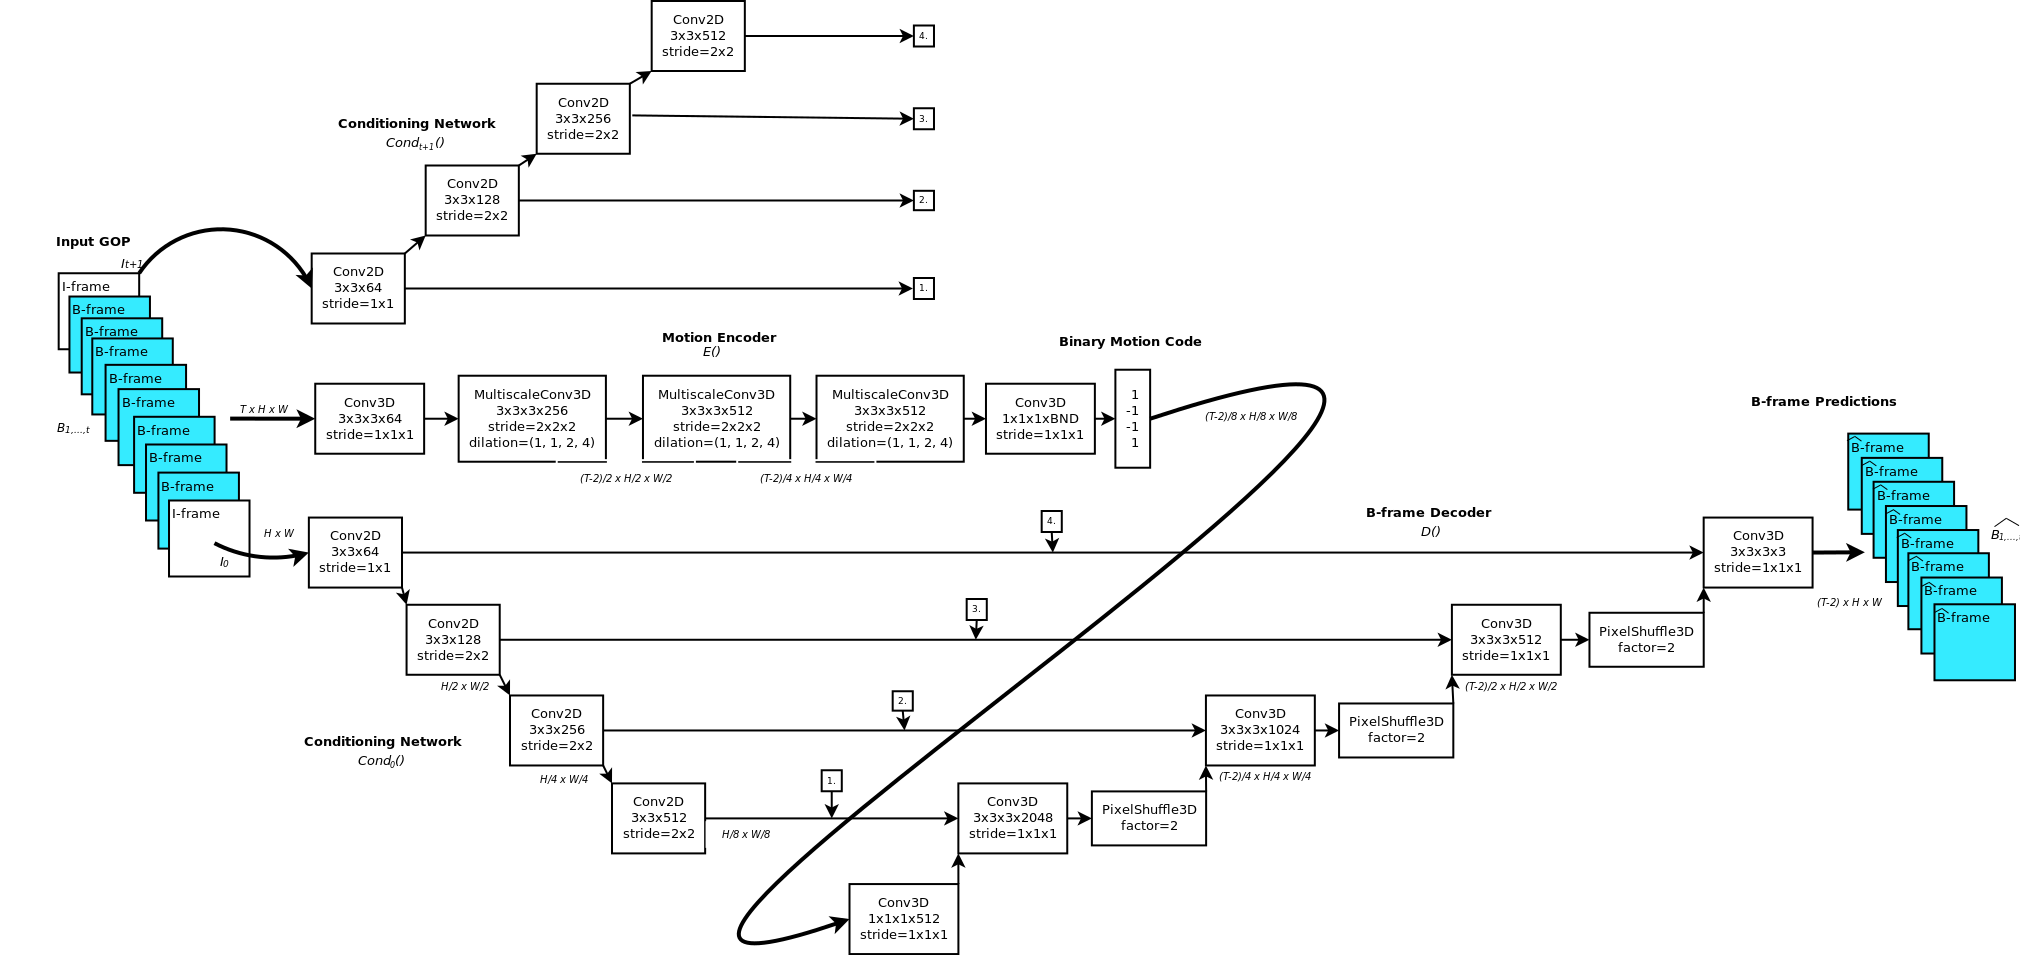 Conv2D
3x3x512
stride=2x2
4.
Conv2D
3x3x256
stride=2x2
3.
Conditioning Network
Condt+1()
Conv2D
3x3x128
stride=2x2
2.
Input GOP
It+1
Conv2D
3x3x64
stride=1x1
1.
I-frame
B-frame
B-frame
B-frame
B-frame
B-frame
B-frame
B-frame
B-frame
I-frame
B1,...,t
I0
Motion Encoder
E()
Binary Motion Code
T x H x W
Conv3D
3x3x3x64
stride=1x1x1
MultiscaleConv3D
3x3x3x256
stride=2x2x2
dilation=(1, 1, 2, 4)
MultiscaleConv3D
3x3x3x512
stride=2x2x2
dilation=(1, 1, 2, 4)
MultiscaleConv3D
3x3x3x512
stride=2x2x2
dilation=(1, 1, 2, 4)
Conv3D
1x1x1xBND
stride=1x1x1
1
-1
-1
1
(T-2)/8 x H/8 x W/8
(T-2)/2 x H/2 x W/2
(T-2)/4 x H/4 x W/4
H x W
Conv2D
3x3x64
stride=1x1
4.
B-frame Decoder
D()
Conv3D
3x3x3x3
stride=1x1x1
B-frame Predictions
B-frame
B-frame
B-frame
B-frame
B-frame
B-frame
B-frame
B-frame
B1,...,
(T-2) x H x W
Conv2D
3x3x128
stride=2x2
3.
Conv3D
3x3x3x512
stride=1x1x1
PixelShuffle3D
factor=2
H/2 x W/2
(T-2)/2 x H/2 x W/2
Conditioning Network
Cond0()
Conv2D
3x3x256
stride=2x2
2.
Conv3D
3x3x3x1024
stride=1x1x1
PixelShuffle3D
factor=2
H/4 x W/4
(T-2)/4 x H/4 x W/4
Conv2D
3x3x512
stride=2x2
1.
H/8 x W/8
Conv3D
3x3x3x2048
stride=1x1x1
PixelShuffle3D
factor=2
Conv3D
1x1x1x512
stride=1x1x1